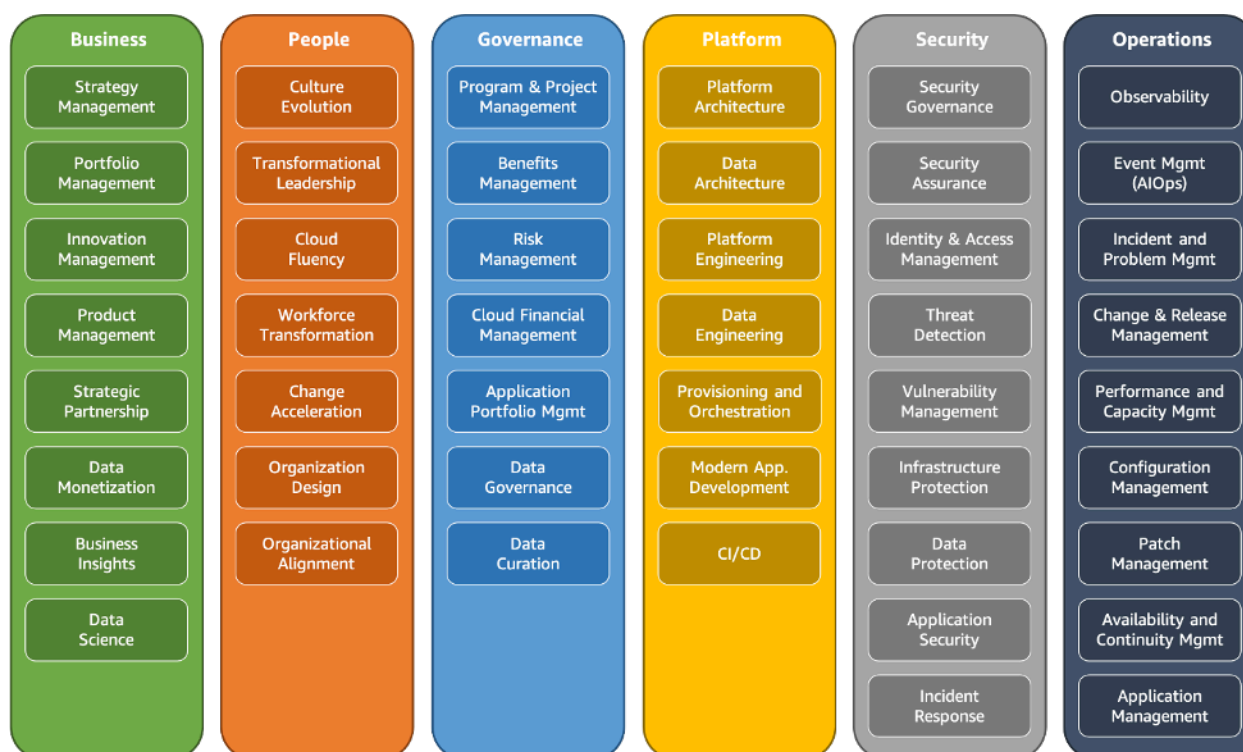 Business
Strategy
Management
Portfolio
Management
Innovation
Management
Product
Management
Strategic
Partnership
Data
Monetization
Business
Insights
Data
Science
People
Culture
Evolution
Transformational
Leadership
Cloud
Fluency
Workforce
Transformation
Change
Acceleration
Organization
Design
Organizational
Alignment
Governance
Program & Project
Management
Benefits
Management
Risk
Management
Cloud Financial
Management
Application
Portfolio Mgmt
Data
Governance
Data
Curation
Platform
Platform
Architecture
Data
Architecture
Platform
Engineering
Data
Engineering
Provisioning and
Orchestration
Modern App.
Development
CI/CD
Security
Security
Governance
Security
Assurance
Identity & Access
Management
Threat
Detection
Vulnerability
Management
Infrastructure
Protection
Data
Protection
Application
Security
Incident
Response
Operations
Observability
Event Mgmt
(AIOps)
Incident and
Problem Mgmt
Change & Release
Management
Performance and
Capacity Mgmt
Configuration
Management
Patch
Management
Availability and
Continuity Mgmt
Application
Management